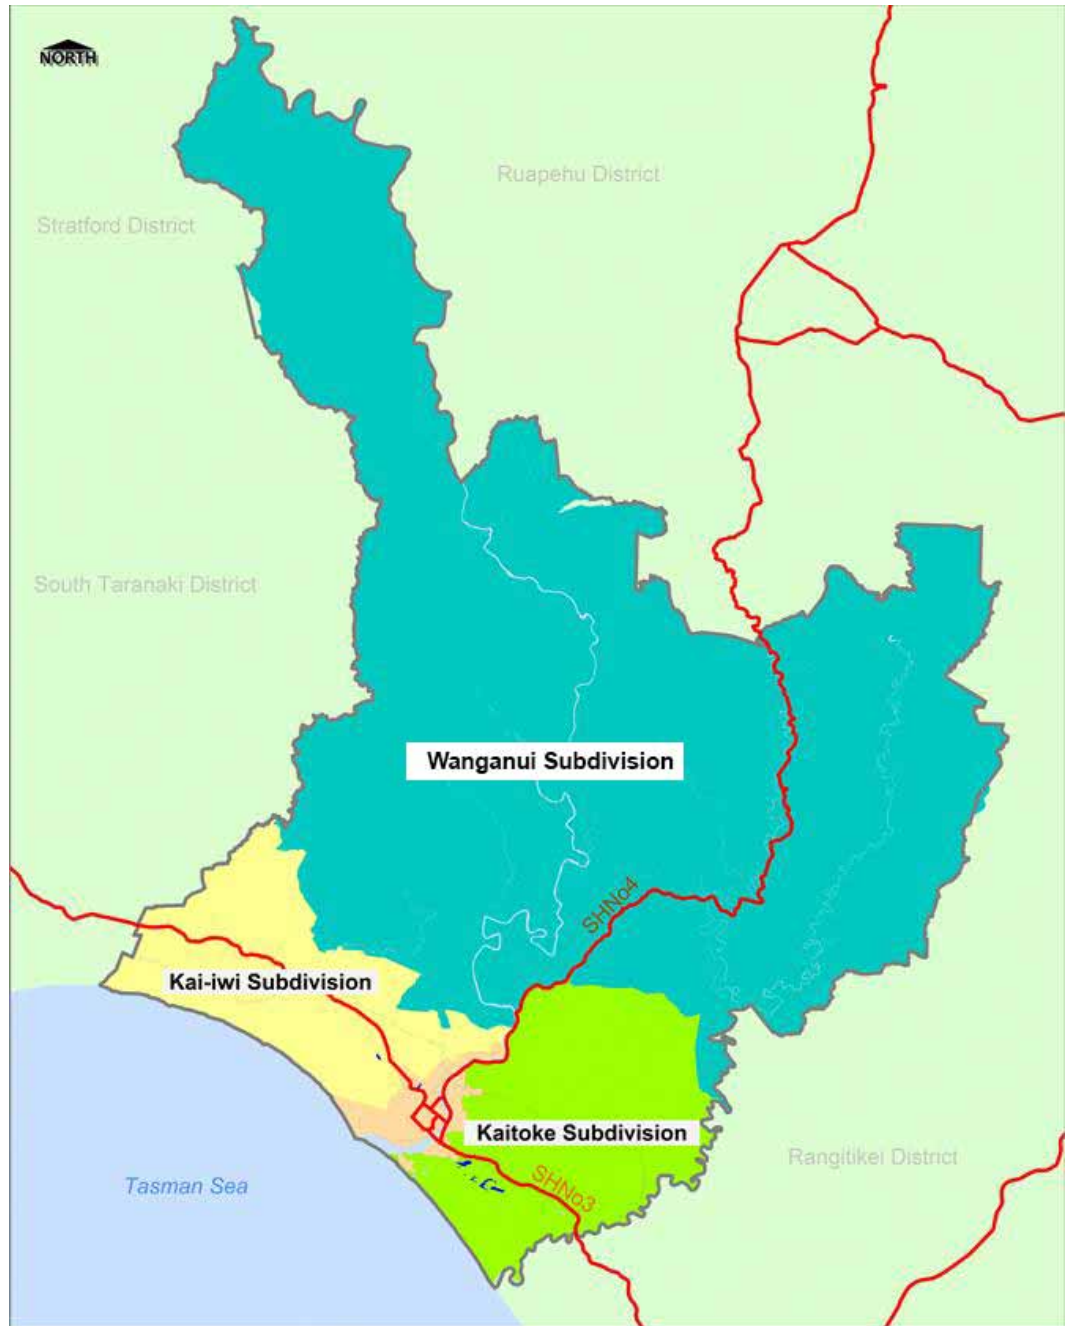 NORTH
Ruapehu District
Stratford District
South Taranaki District
Wanganui Subdivision
SHNo4
Kai-iwi Subdivision
Kaitoke Subdivision
Rangitikei District
SHNo3
Tasman Sea